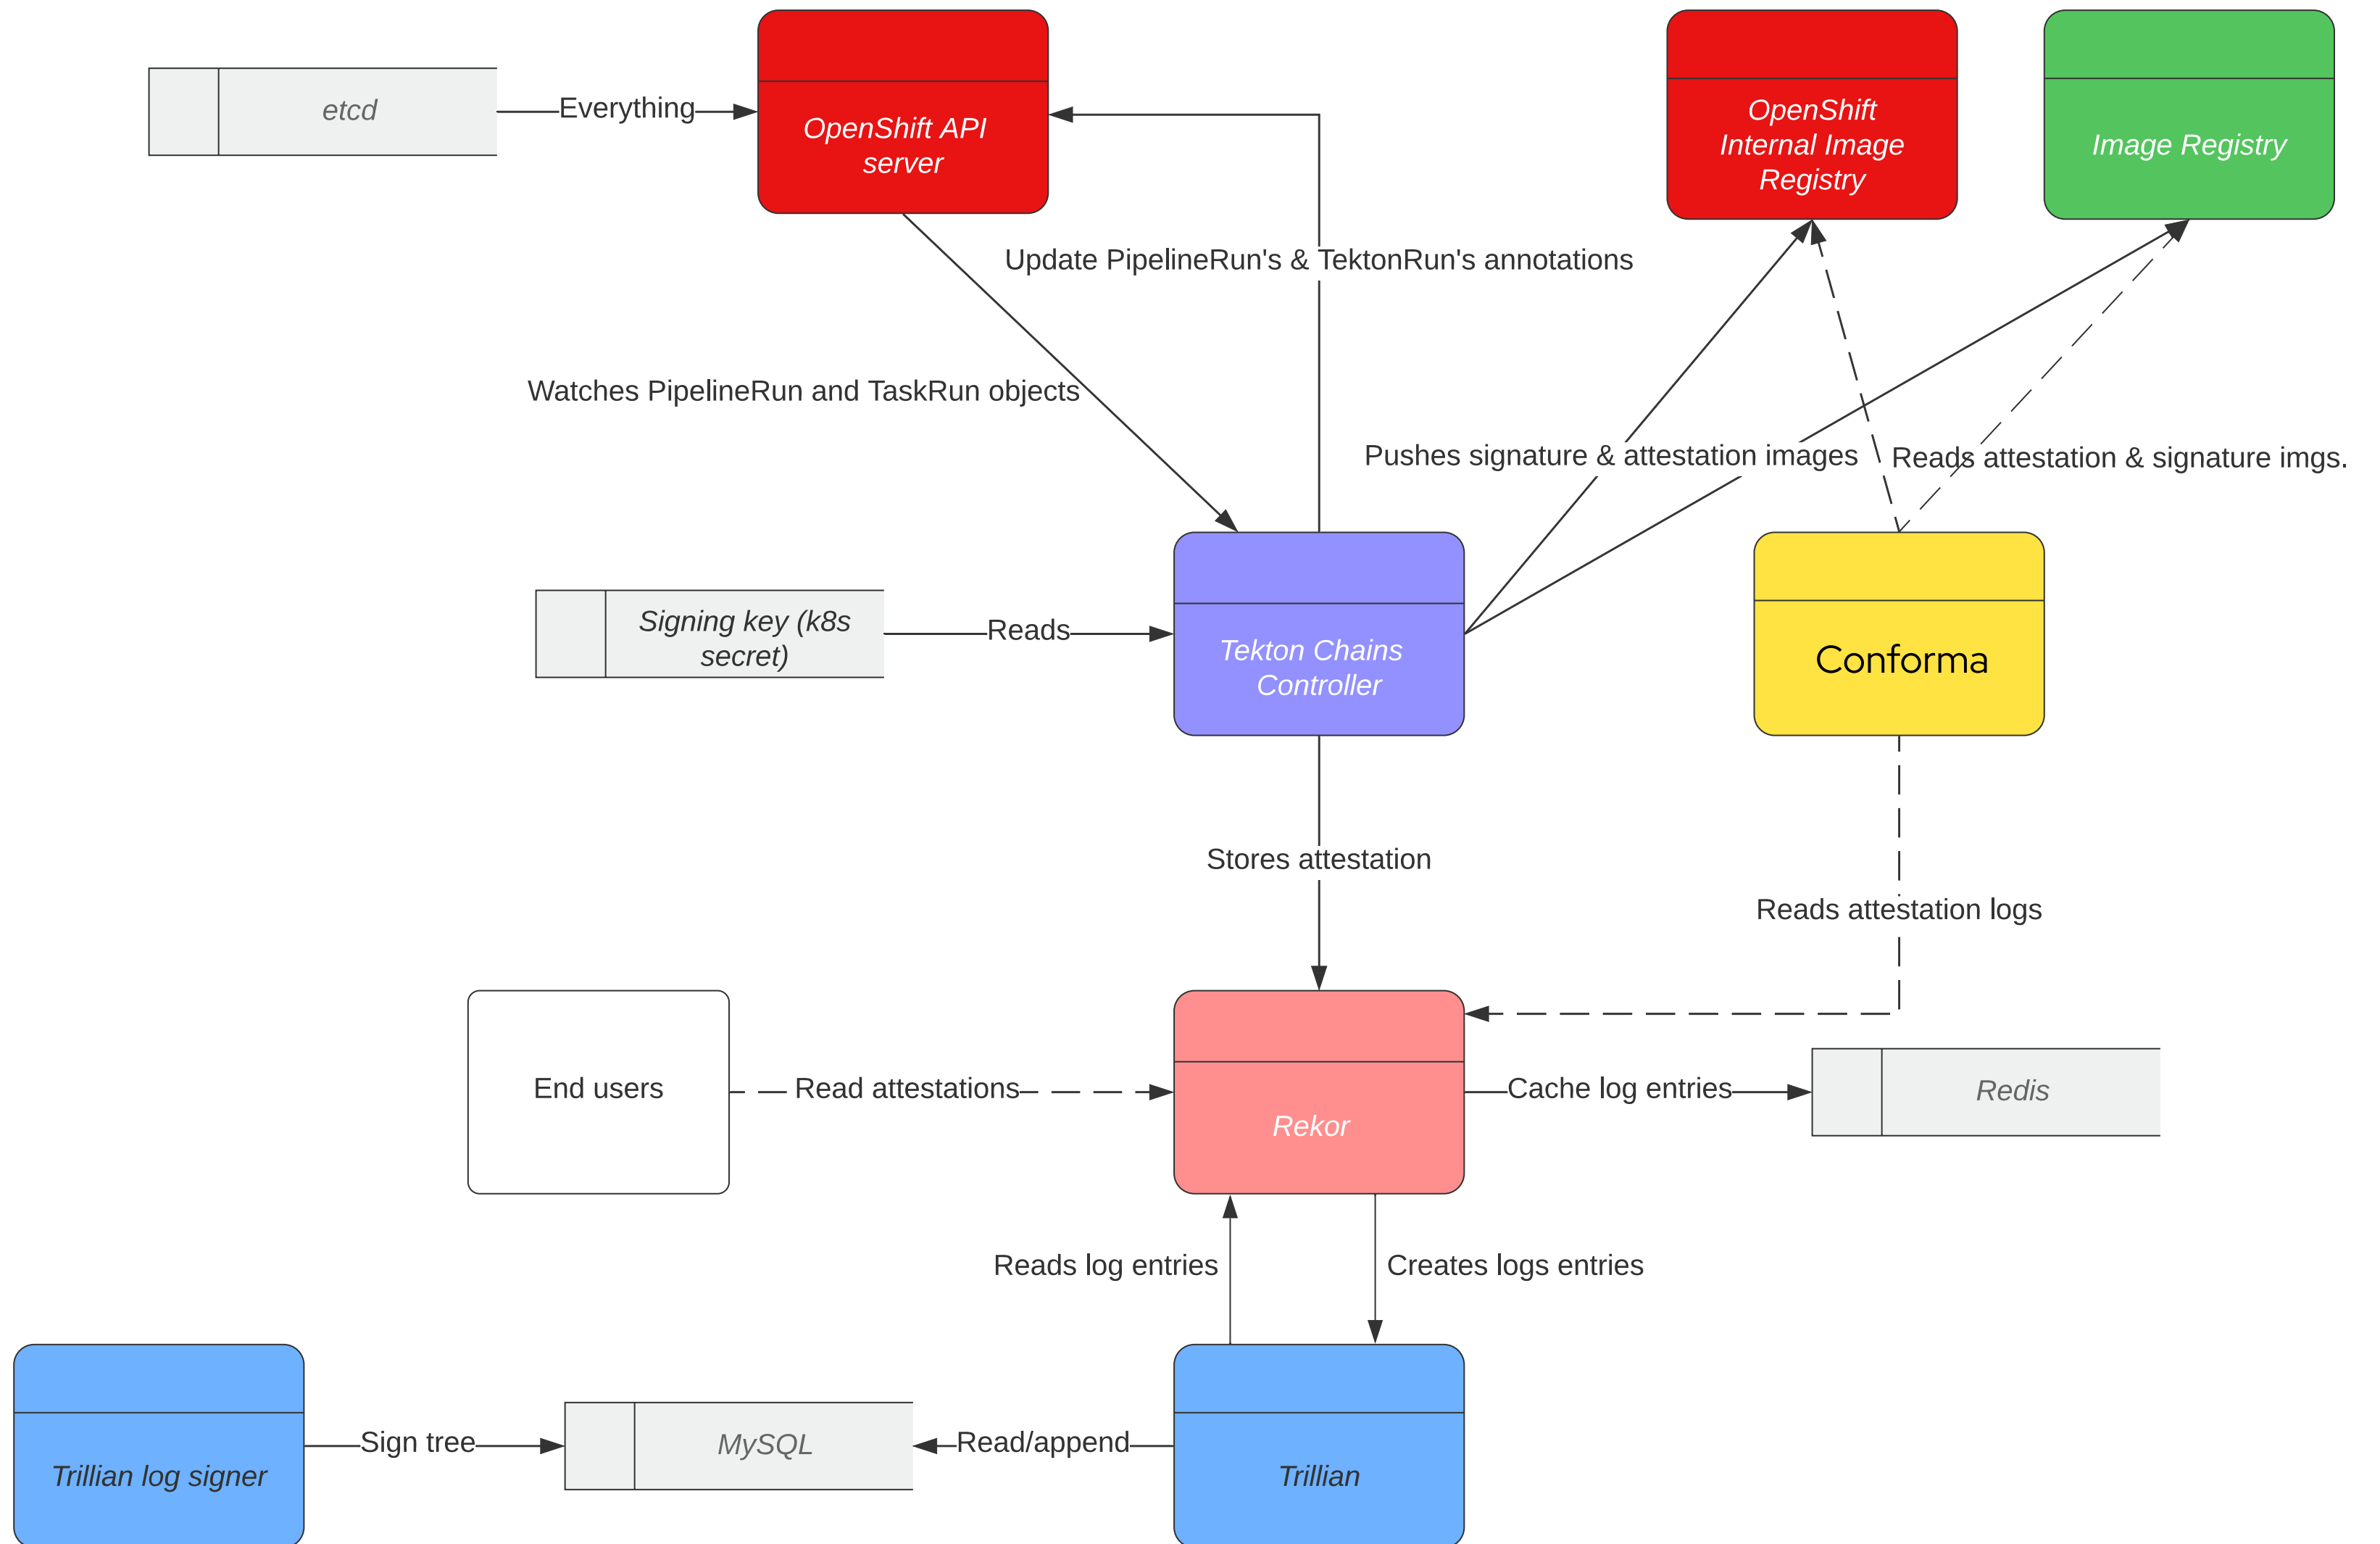 etcd
Everything
OpenShift API
server
OpenShift
Internal Image
Registry
Image Registry
Update PipelineRun's & TektonRun's annotations
Watches PipelineRun and TaskRun objects
Pushes signature & attestation images
Reads attestation & signature imgs.
Signing key (k8s
secret)
Reads
Tekton Chains
Controller
Conforma
Stores attestation
Reads attestation logs
End users
Read attestations
Rekor
Cache log entries
Redis
Reads log entries
Creates logs entries
Trillian log signer
Sign tree
MySQL
Read/append
Trillian